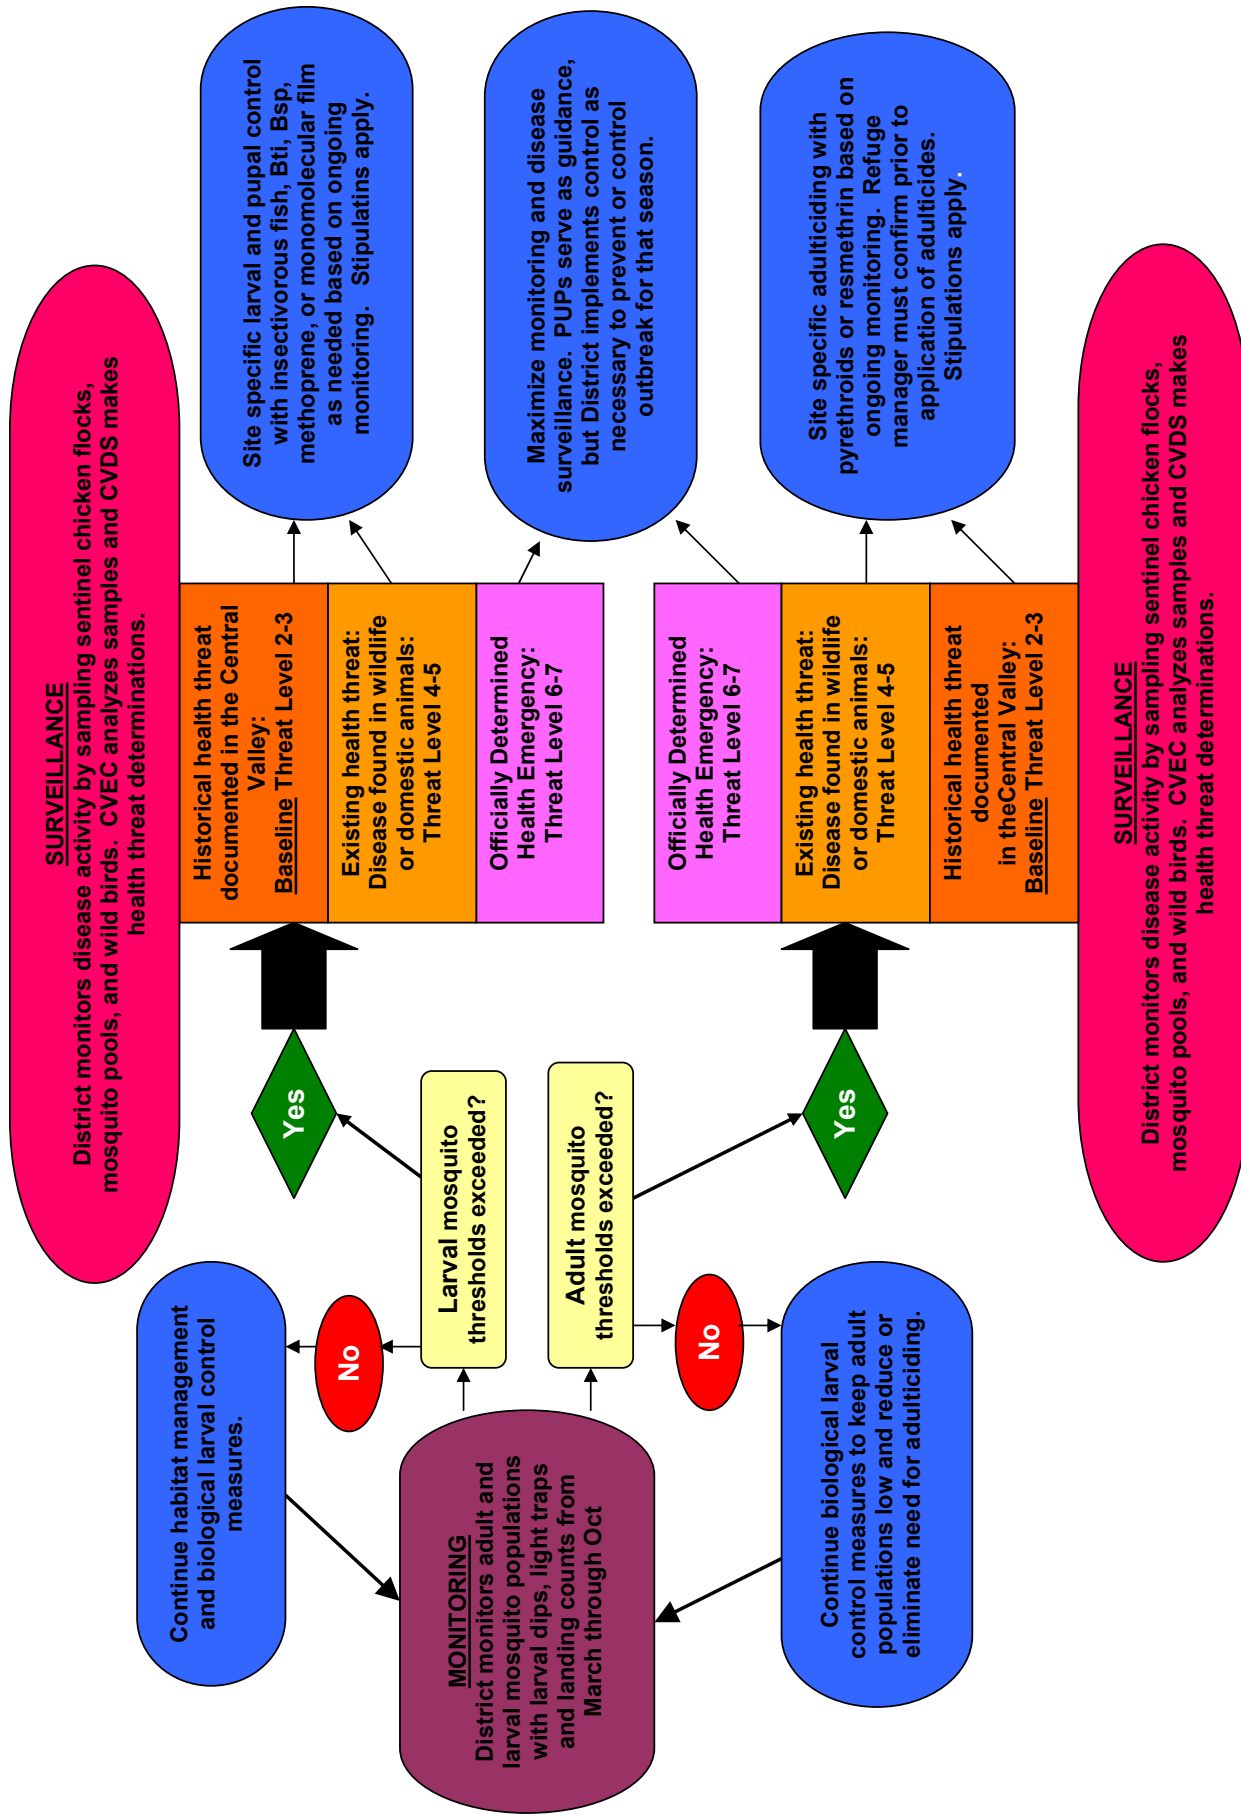 SURVEILLANCE
District monitors disease activity by sampling sentinel chicken flocks,
mosquito pools, and wild birds.  CVEC analyzes samples and CVDS makes
health threat determinations.
Continue habitat management
and biological larval control
measures.
No
Yes
Historical health threat
documented in the Central
Valley:
Baseline Threat Level 2-3
Existing health threat:
Disease found in wildlife
or domestic animals:
Threat Level 4-5
Officially Determined
Health Emergency:
Threat Level 6-7
Site specific larval and pupal control
with insectivorous fish, Bti, Bsp,
methoprene, or monomolecular film
as needed based on ongoing
monitoring.   Stipulatins apply.
Larval mosquito
thresholds exceeded?
MONITORING
District monitors adult and
larval mosquito populations
with larval dips, light traps
and landing counts from
March through Oct
Maximize monitoring and disease
surveillance.  PUPs serve as guidance,
but District implements control as
necessary to prevent or control
outbreak for that season.
Adult mosquito
thresholds exceeded?
No
Yes
Officially Determined
Health Emergency:
Threat Level 6-7
Existing health threat:
Disease found in wildlife
or domestic animals:
Threat Level 4-5
Historical health threat
documented
in theCentral Valley:
Baseline Threat Level 2-3
Site specific adulticiding with
pyrethroids or resmethrin based on
ongoing monitoring.  Refuge
manager must confirm prior to
application of adulticides.
Stipulations apply.
Continue biological larval
control measures to keep adult
populations low and reduce or
eliminate need for adulticiding.
SURVEILLANCE
District monitors disease activity by sampling sentinel chicken flocks,
mosquito pools, and wild birds.  CVEC analyzes samples and CVDS makes
health threat determinations.